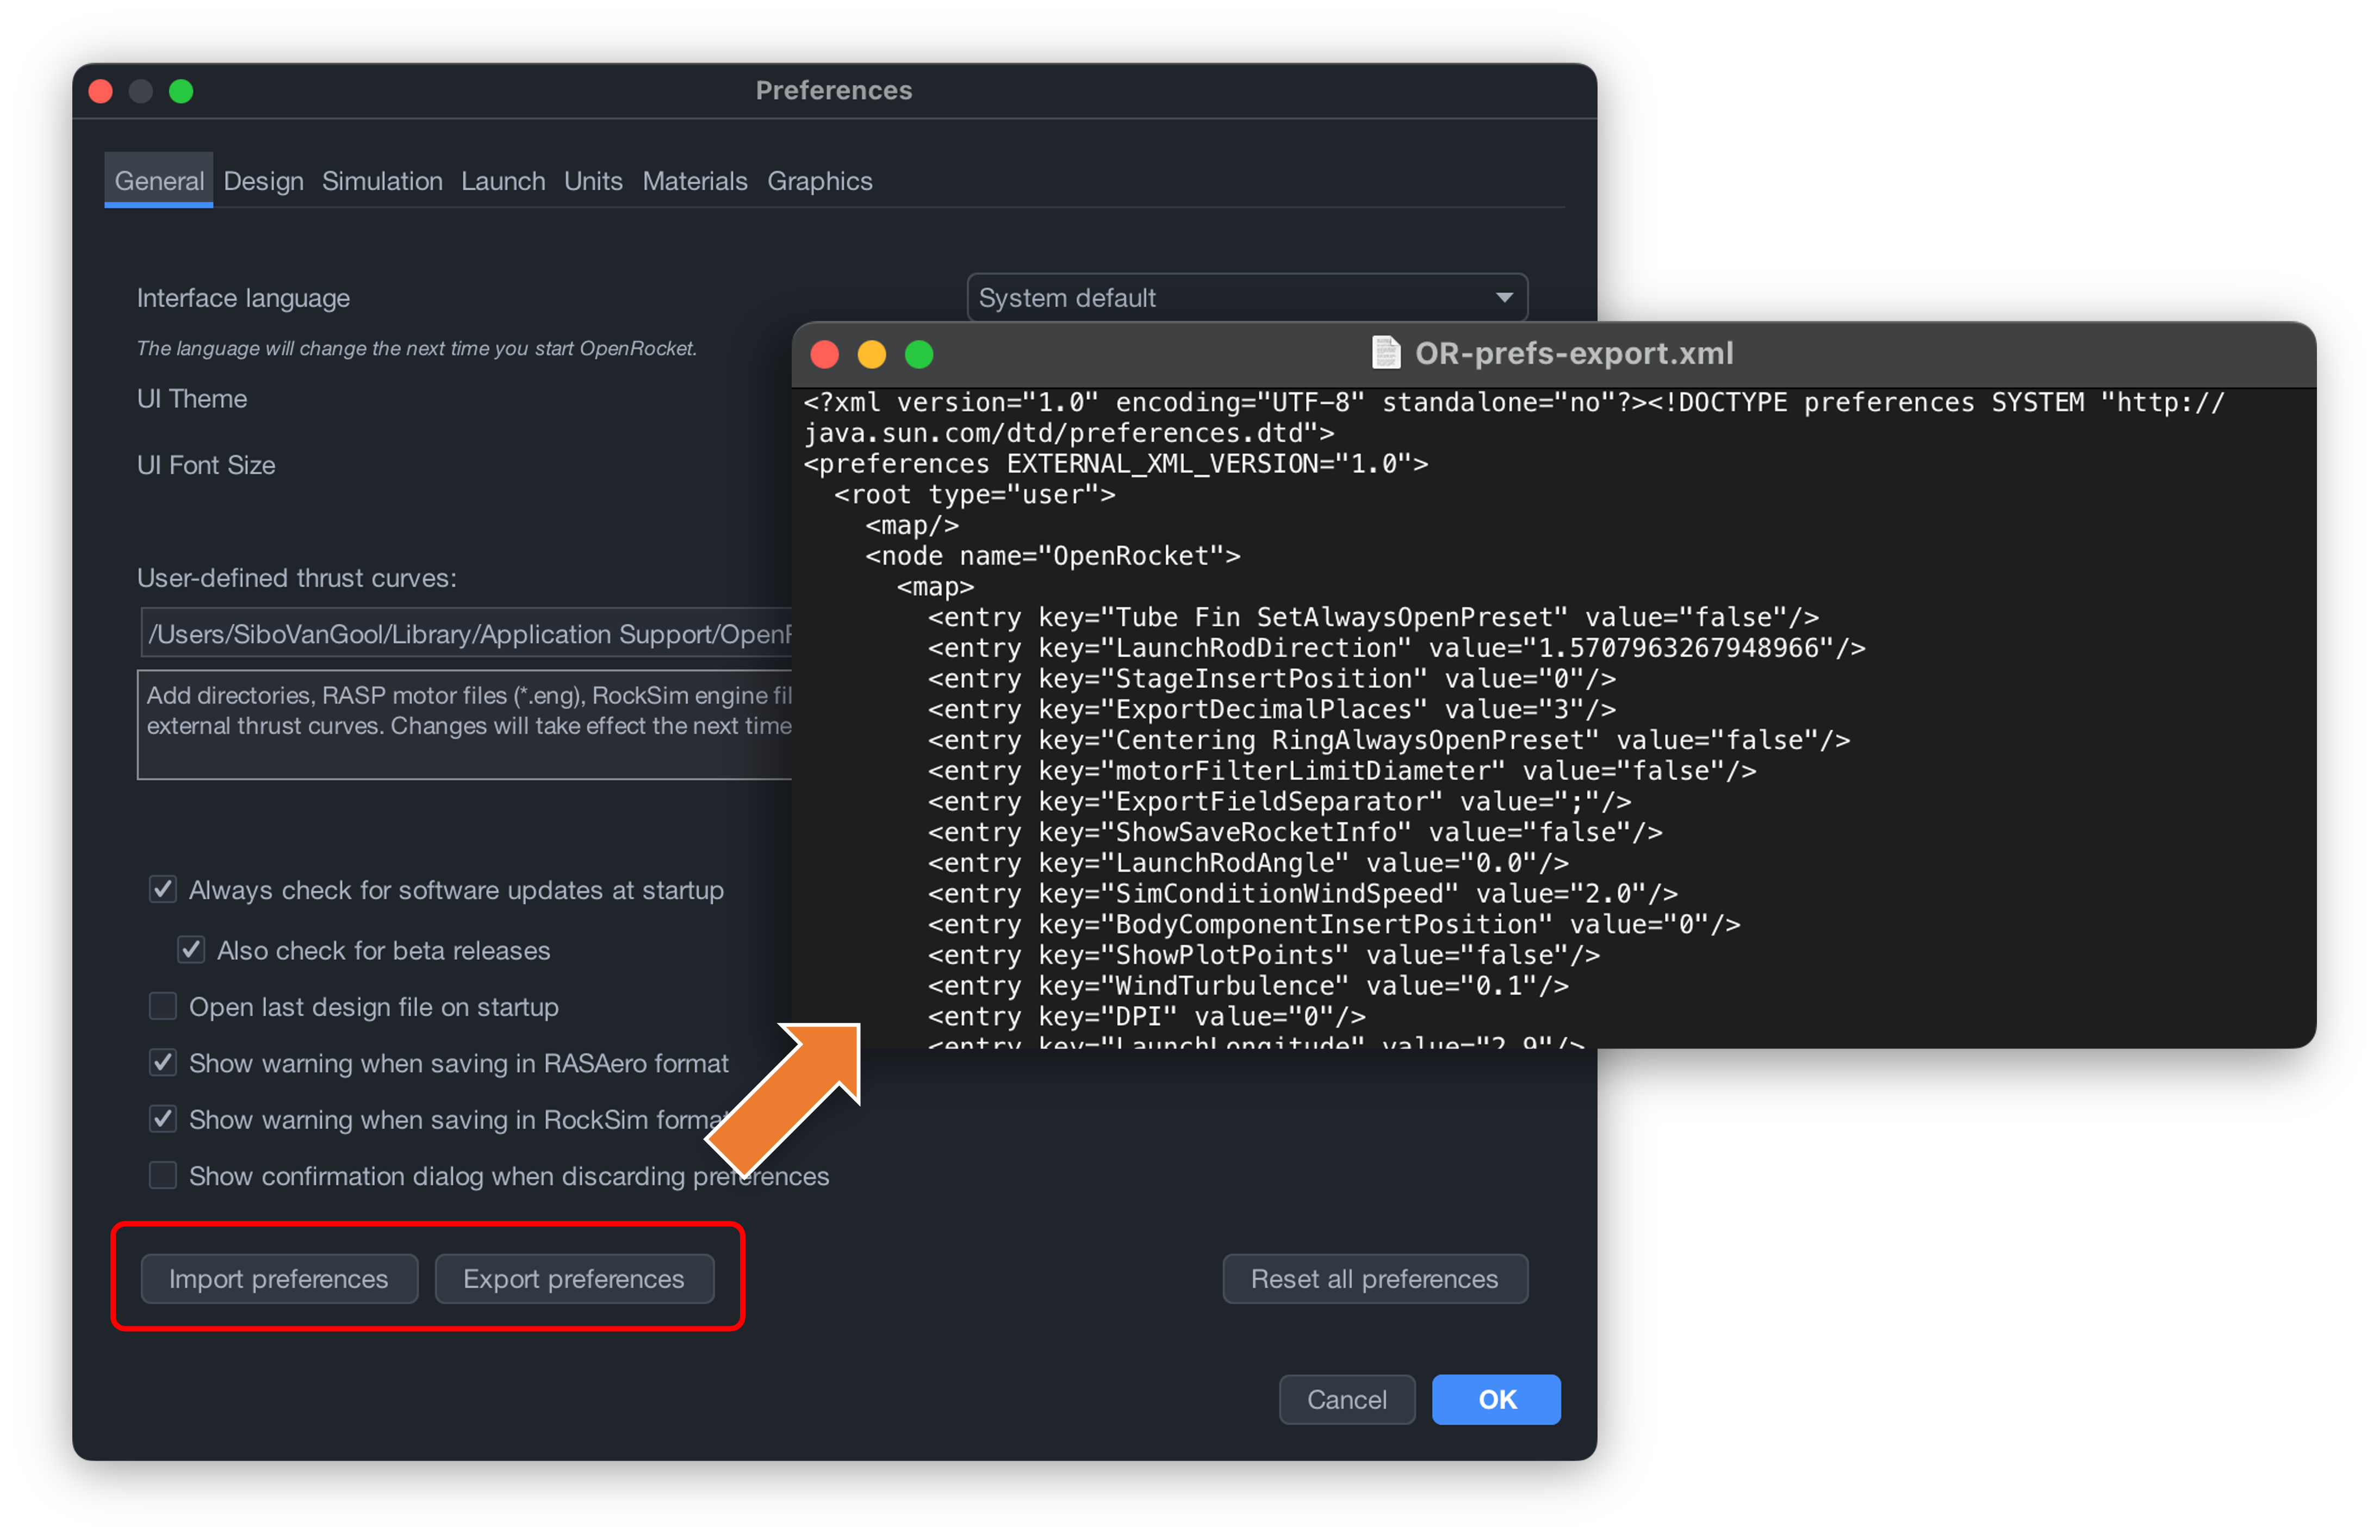 Preferences
General Design Simulation Launch Units Materials Graphics
Interface language
System default
The language will change the next time you start OpenRocket.
UI Theme
UI Font Size
User-defined thrust curves:
/Users/SiboVanGool/Library/Application Support/Open
Add directories, RASP motor files (*.eng), RockSim engine
external thrust curves. Changes will take effect the next time
Always check for software updates at startup
Also check for beta releases
Open last design file on startup
Show warning when saving in RASAero format
Show warning when saving in RockSim format
Show confirmation dialog when discarding preferences
Import preferences
Export preferences
Reset all preferences
Cancel
OK
OR-prefs-export.xml
<?xml version="1.0" encoding="UTF-8" standalone="no"?><!DOCTYPE preferences SYSTEM "http://
java.sun.com/dtd/preferences.dtd">
<preferences EXTERNAL_XML_VERSION="1.0">
<root type="user">
<map/>
<node name="OpenRocket">
<map>
<entry key="Tube Fin SetAlwaysOpenPreset" value="false"/>
<entry key="LaunchRodDirection" value="1.5707963267948966"/>
<entry key="StageInsertPosition" value="0"/>
<entry key="ExportDecimalPlaces" value="3"/>
<entry key="Centering RingAlwaysOpenPreset" value="false"/>
<entry key="motorFilterLimitDiameter" value="false"/>
<entry key="ExportFieldSeparator" value=";"/>
<entry key="ShowSaveRocketInfo" value="false"/>
<entry key="LaunchRodAngle" value="0.0"/>
<entry key="SimConditionWindSpeed" value="2.0"/>
<entry key="BodyComponentInsertPosition" value="0"/>
<entry key="ShowPlotPoints" value="false"/>
<entry key="WindTurbulence" value="0.1"/>
<entry key="DPI" value="0"/>
<entry key="LaunchLongitude" value="2.9"/>